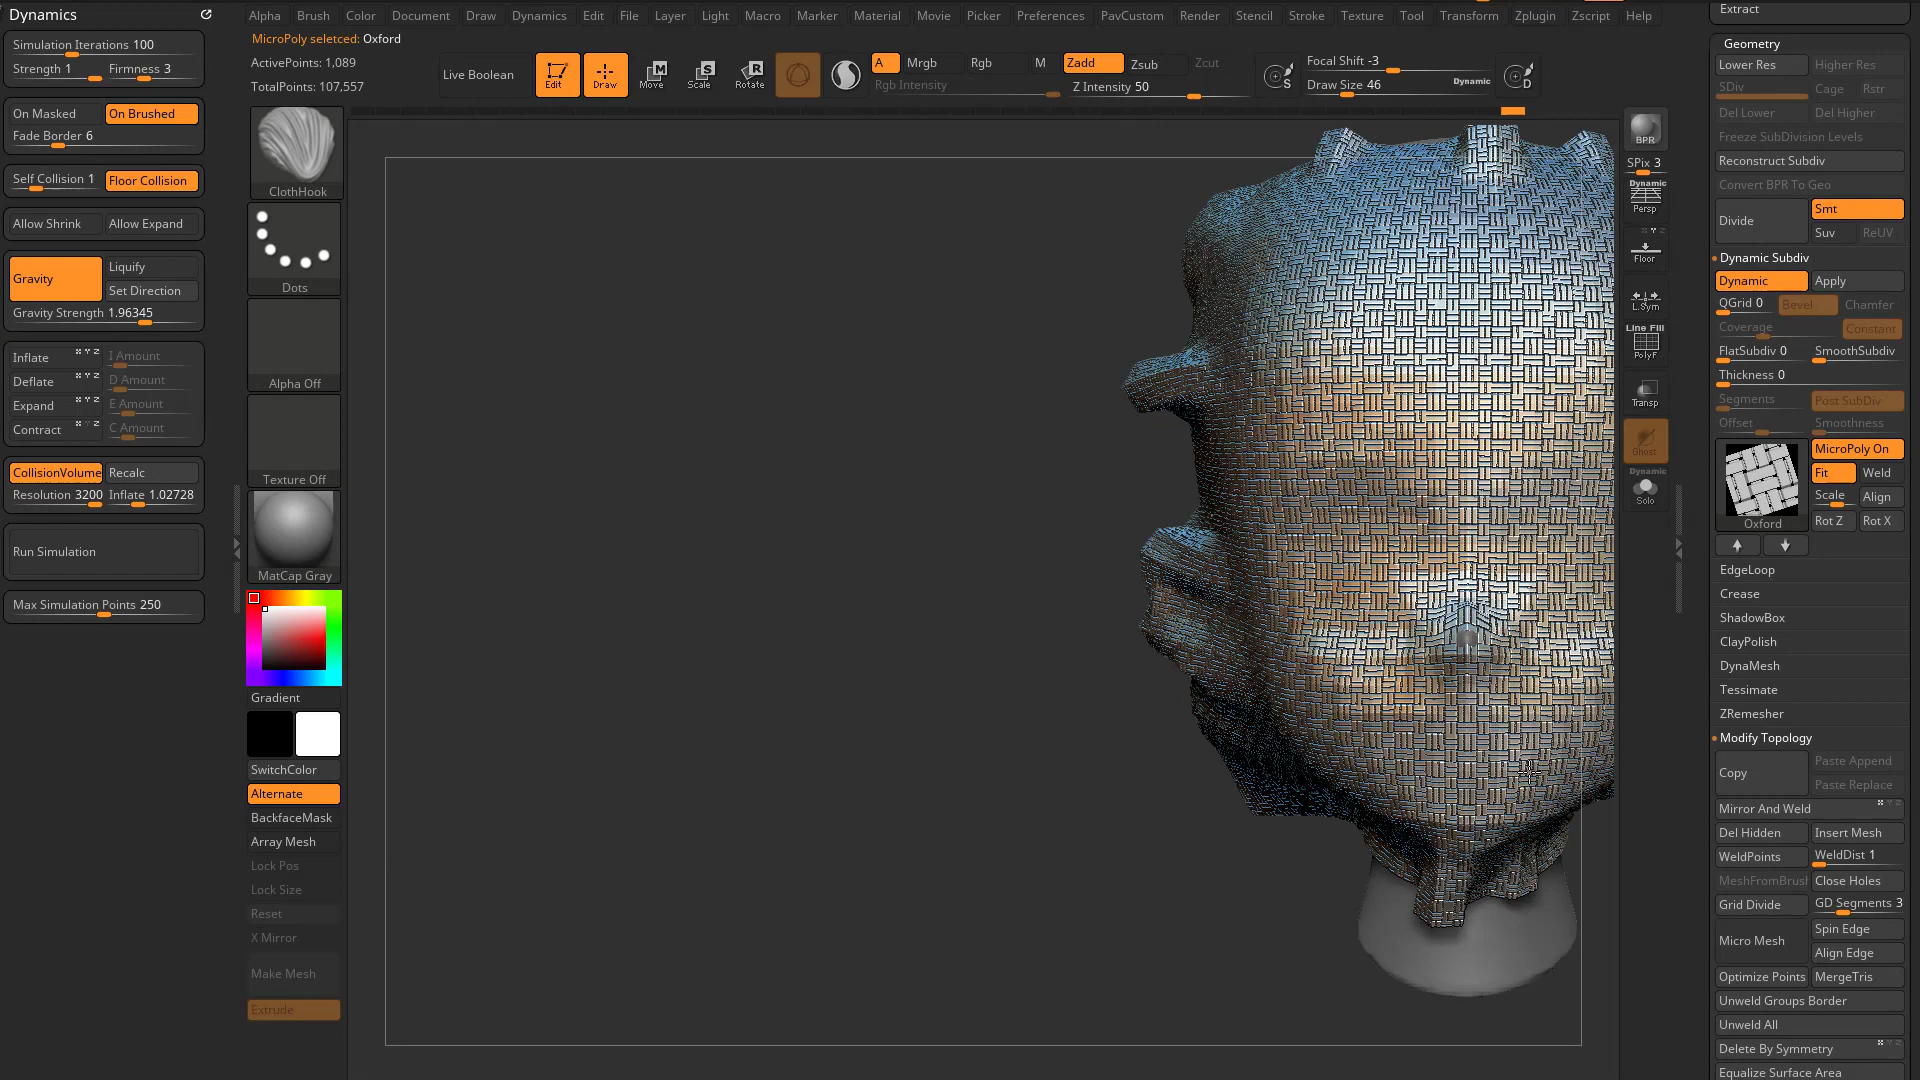 Dynamics
Simulation Iterations 100
Strength 1 Firmness 3
On Masked On Brushed
Fade Border 6
Self Collision 1 Floor Collision
Allow Shrink Allow Expand
Gravity Liquify
Set Direction
Gravity Strength 1.96345
Inflate X Y Z I Amount
Deflate X Y Z D Amount
Expand X Y Z E Amount
Contract X Y Z C Amount
CollisionVolume Recalc
Resolution 3200 Inflate 1.02728
Run Simulation
Max Simulation Points 250
Alpha Brush Color Document Draw Dynamics Edit File Layer Light Macro Marker Material Movie Picker Preferences PavCustom Render Stencil Stroke Texture Tool Transform Zplugin Zscript Help
MicroPoly seletced: Oxford
ActivePoints: 1,089
TotalPoints: 107,557
Live Boolean
Edit Draw Move Scale Rotate
A Mrgb Rgb M Zadd Zsub Zcut
Rgb Intensity Z Intensity 50
Focal Shift -3
Draw Size 46 Dynamic
S D
ClothHook
Dots
Alpha Off
Texture Off
MatCap Gray
Gradient
SwitchColor
Alternate
BackfaceMask
Array Mesh
Lock Pos
Lock Size
Reset
X Mirror
Make Mesh
Extrude
BPR
SPix 3
Dynamic
Persp
Floor
L.Sym
Line Fill
PolyF
Transp
Ghost
Dynamic
Solo
Extract
Geometry
Lower Res Higher Res
SDiv Cage Rstr
Del Lower Del Higher
Freeze SubDivision Levels
Reconstruct Subdiv
Convert BPR To Geo
Divide Smt
Suv ReUV
Dynamic Subdiv
Dynamic Apply
QGrid 0 Bevel Chamfer
Coverage Constant
FlatSubdiv 0 SmoothSubdiv
Thickness 0
Segments Post SubDiv
Offset Smoothness
MicroPoly On
Fit Weld
Scale Align
Oxford Rot Z Rot X
EdgeLoop
Crease
ShadowBox
ClayPolish
DynaMesh
Tessimate
ZRemesher
Modify Topology
Copy Paste Append
Paste Replace
Mirror And Weld
Del Hidden Insert Mesh
WeldPoints WeldDist 1
MeshFromBrush Close Holes
Grid Divide GD Segments 3
Micro Mesh Spin Edge
Align Edge
Optimize Points MergeTris
Unweld Groups Border
Unweld All
Delete By Symmetry
Equalize Surface Area